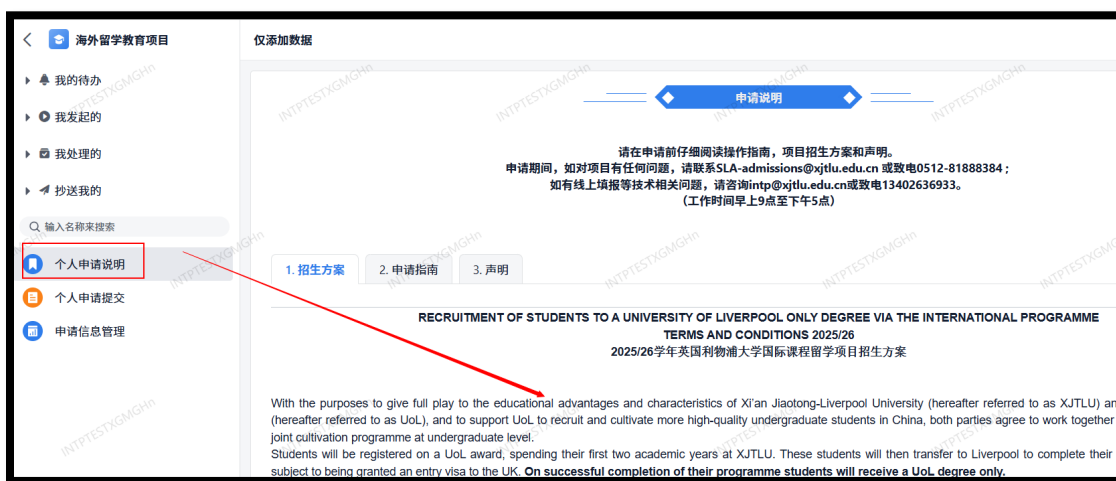 海外留学教育项目
仅添加数据
我的待办
我发起的
我处理的
抄送我的
输入名称来搜索
个人申请说明
个人申请提交
申请信息管理
申请说明
请在申请前仔细阅读操作指南，项目招生方案和声明。
申请期间，如对项目有任何问题，请联系SLA-admissions@xjtlu.edu.cn 或致电0512-81888384；
如有线上填报等技术相关问题，请咨询intp@xjtlu.edu.cn或致电13402636933。
（工作时间早上9点至下午5点）
1. 招生方案
2. 申请指南
3. 声明
RECRUITMENT OF STUDENTS TO A UNIVERSITY OF LIVERPOOL ONLY DEGREE VIA THE INTERNATIONAL PROGRAMME
TERMS AND CONDITIONS 2025/26
2025/26学年英国利物浦大学国际课程留学项目招生方案
With the purposes to give full play to the educational advantages and characteristics of Xi'an Jiaotong-Liverpool University (hereafter referred to as XJTLU) an
(hereafter referred to as UoL), and to support UoL to recruit and cultivate more high-quality undergraduate students in China, both parties agree to work together
joint cultivation programme at undergraduate level.
Students will be registered on a UoL award, spending their first two academic years at XJTLU. These students will then transfer to Liverpool to complete their
subject to being granted an entry visa to the UK. On successful completion of their programme students will receive a UoL degree only.
INTPTESTXGMGHn